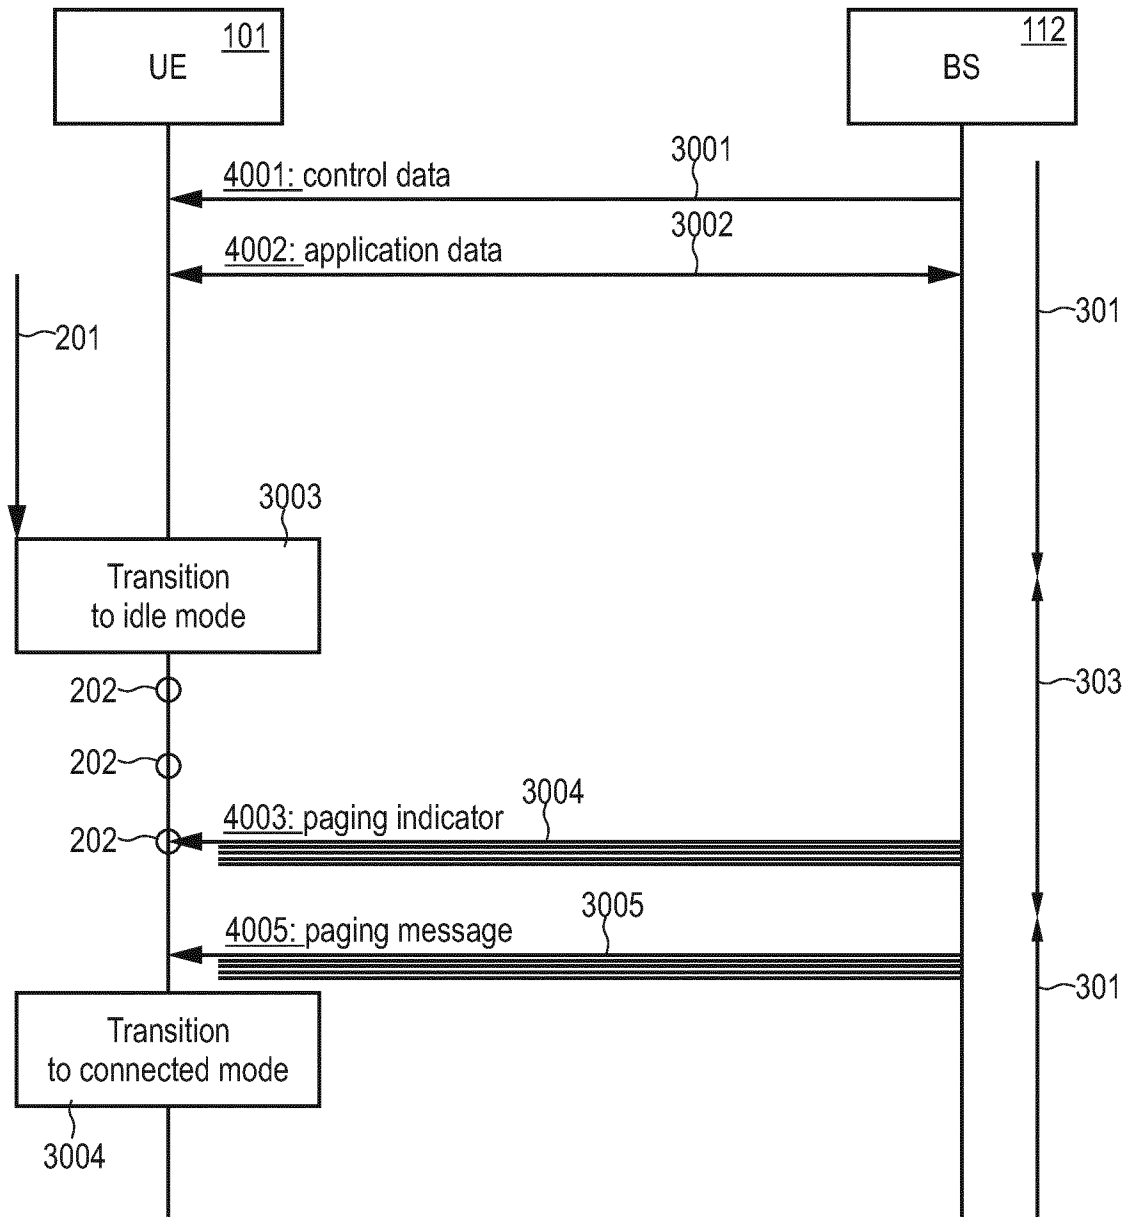 101
UE
112
BS
4001: control data
3001
4002: application data
3002
301
201
3003
Transition
to idle mode
202
303
202
4003: paging indicator
3004
202
4005: paging message
3005
301
Transition
to connected mode
3004